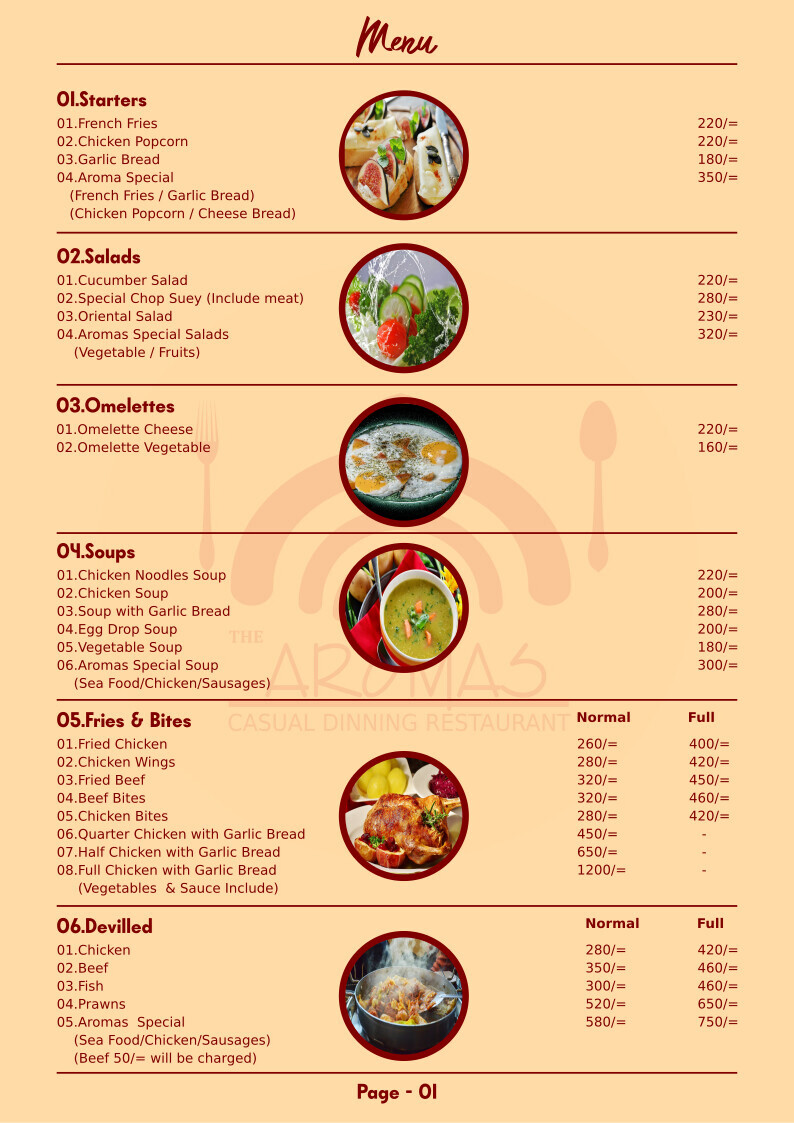 Menu
01.Starters
01.French Fries 220/=
02.Chicken Popcorn 220/=
03.Garlic Bread 180/=
04.Aroma Special 350/=
(French Fries / Garlic Bread)
(Chicken Popcorn / Cheese Bread)
02.Salads
01.Cucumber Salad 220/=
02.Special Chop Suey (Include meat) 280/=
03.Oriental Salad 230/=
04.Aromas Special Salads 320/=
(Vegetable / Fruits)
03.Omelettes
01.Omelette Cheese 220/=
02.Omelette Vegetable 160/=
04.Soups
01.Chicken Noodles Soup 220/=
02.Chicken Soup 200/=
03.Soup with Garlic Bread 280/=
04.Egg Drop Soup 200/=
05.Vegetable Soup 180/=
06.Aromas Special Soup 300/=
(Sea Food/Chicken/Sausages)
THE
AROMAS
CASUAL DINNING RESTAURANT
05.Fries & Bites Normal Full
01.Fried Chicken 260/= 400/=
02.Chicken Wings 280/= 420/=
03.Fried Beef 320/= 450/=
04.Beef Bites 320/= 460/=
05.Chicken Bites 280/= 420/=
06.Quarter Chicken with Garlic Bread 450/= -
07.Half Chicken with Garlic Bread 650/= -
08.Full Chicken with Garlic Bread 1200/= -
(Vegetables  & Sauce Include)
06.Devilled Normal Full
01.Chicken 280/= 420/=
02.Beef 350/= 460/=
03.Fish 300/= 460/=
04.Prawns 520/= 650/=
05.Aromas  Special 580/= 750/=
(Sea Food/Chicken/Sausages)
(Beef 50/= will be charged)
Page - 01